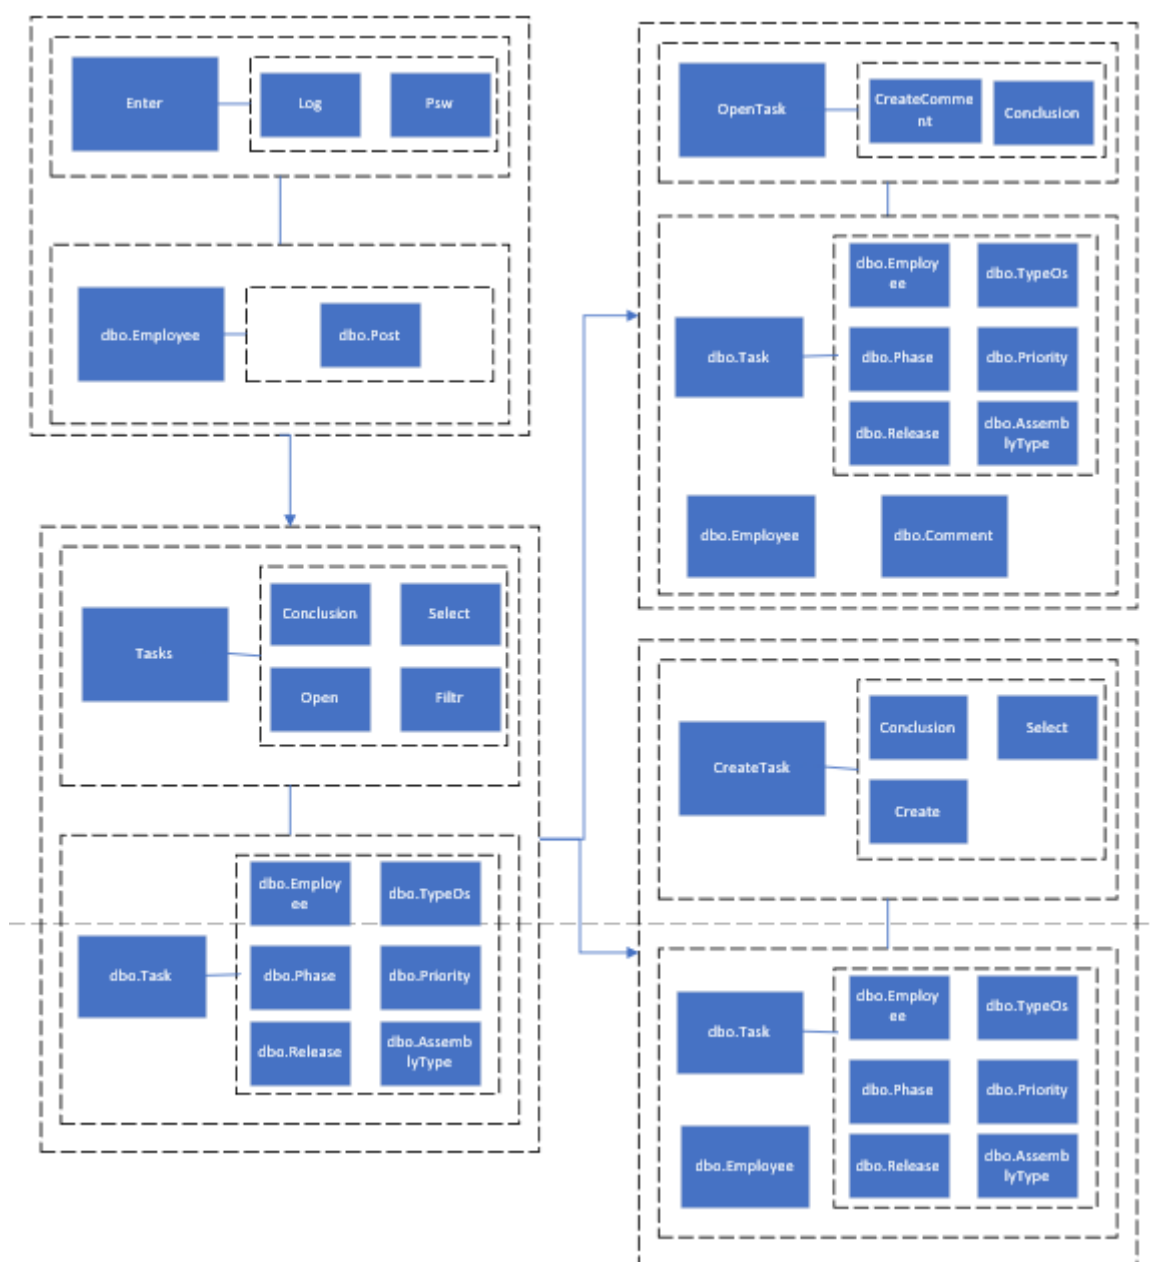 Enter
Log
Psw
dbo.Employee
dbo.Post
Tasks
Conclusion
Select
Open
Filtr
dbo.Task
dbo.Employ
ee
dbo.TypeOs
dbo.Phase
dbo.Priority
dbo.Release
dbo.Assemb
lyType
OpenTask
CreateComme
nt
Conclusion
dbo.Task
dbo.Employ
ee
dbo.TypeOs
dbo.Phase
dbo.Priority
dbo.Release
dbo.Assemb
lyType
dbo.Employee
dbo.Comment
CreateTask
Conclusion
Select
Create
dbo.Task
dbo.Employ
ee
dbo.TypeOs
dbo.Phase
dbo.Priority
dbo.Employee
dbo.Release
dbo.Assemb
lyType